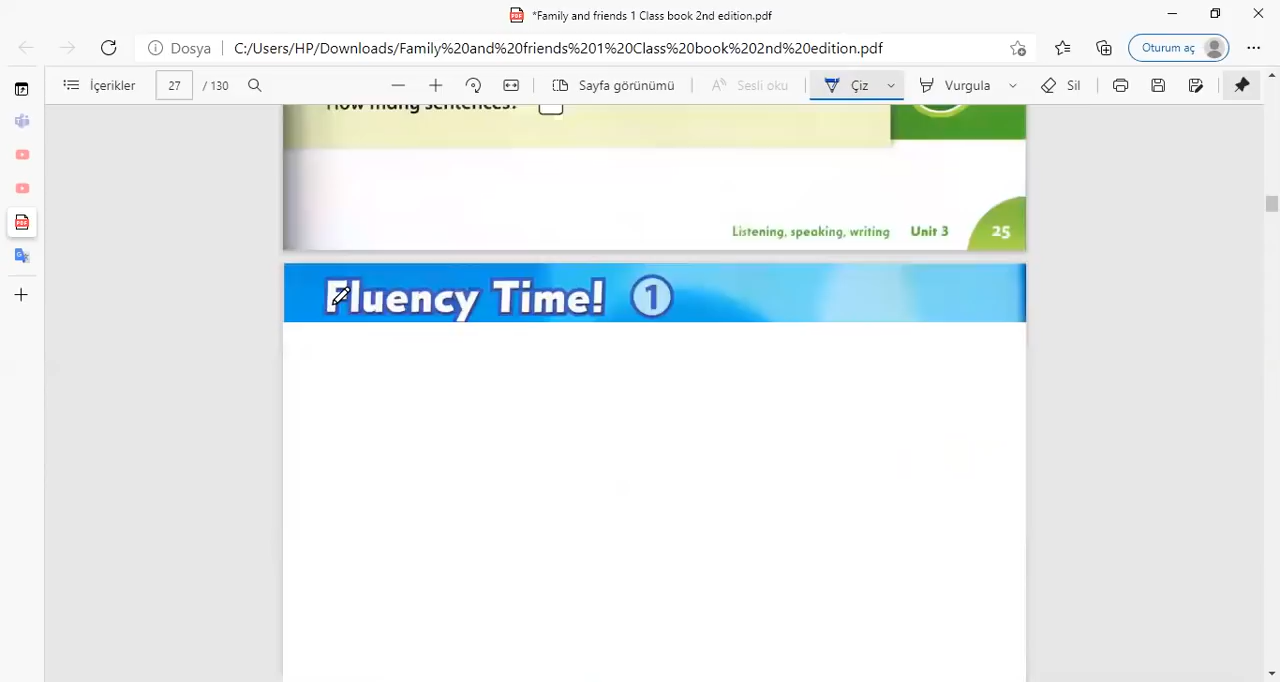 *Family and friends 1 Class book 2nd edition.pdf
Dosya C:/Users/HP/Downloads/Family%20and%20friends%201%20Class%20book%202nd%20edition.pdf Oturum aç
İçerikler 27 / 130 Sayfa görünümü Sesli oku Çiz Vurgula Sil
How many sentences?
Listening, speaking, writing Unit 3 25
Fluency Time! 1